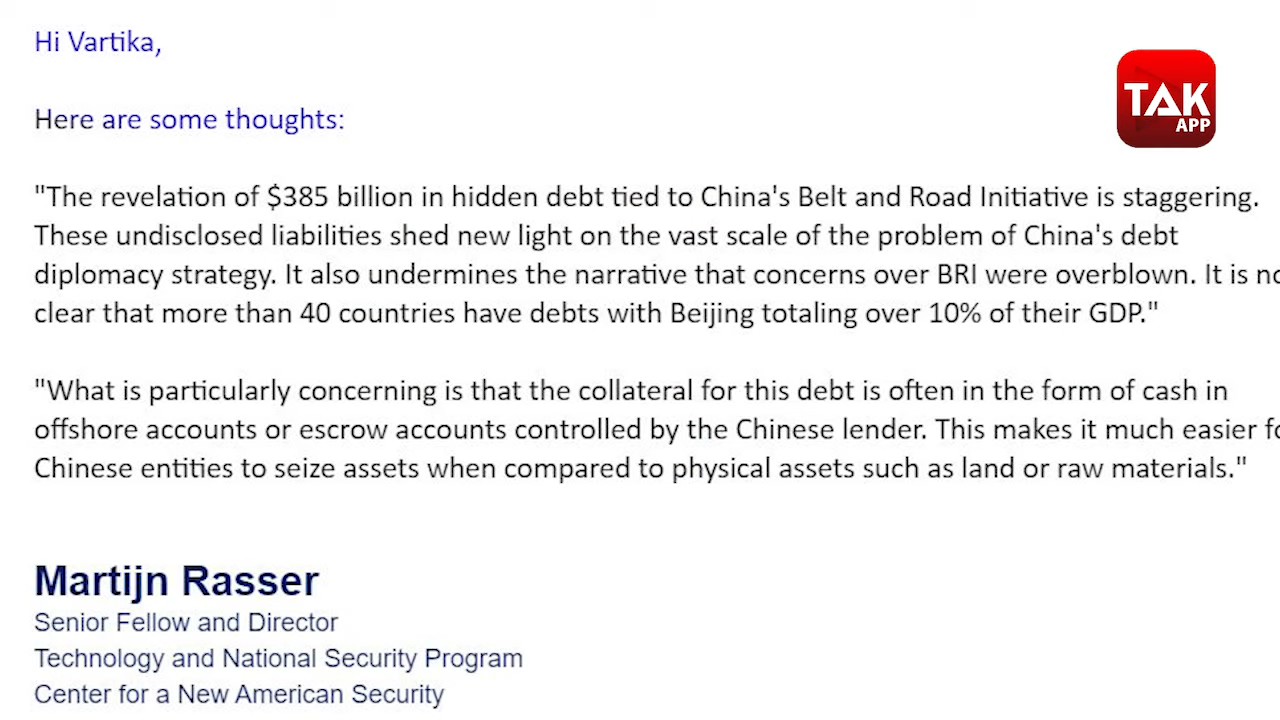 Hi Vartika,
TAK
APP
Here are some thoughts:
"The revelation of $385 billion in hidden debt tied to China's Belt and Road Initiative is staggering.
These undisclosed liabilities shed new light on the vast scale of the problem of China's debt
diplomacy strategy. It also undermines the narrative that concerns over BRI were overblown. It is
clear that more than 40 countries have debts with Beijing totaling over 10% of their GDP."
"What is particularly concerning is that the collateral for this debt is often in the form of cash in
offshore accounts or escrow accounts controlled by the Chinese lender. This makes it much easier
Chinese entities to seize assets when compared to physical assets such as land or raw materials."
Martijn Rasser
Senior Fellow and Director
Technology and National Security Program
Center for a New American Security